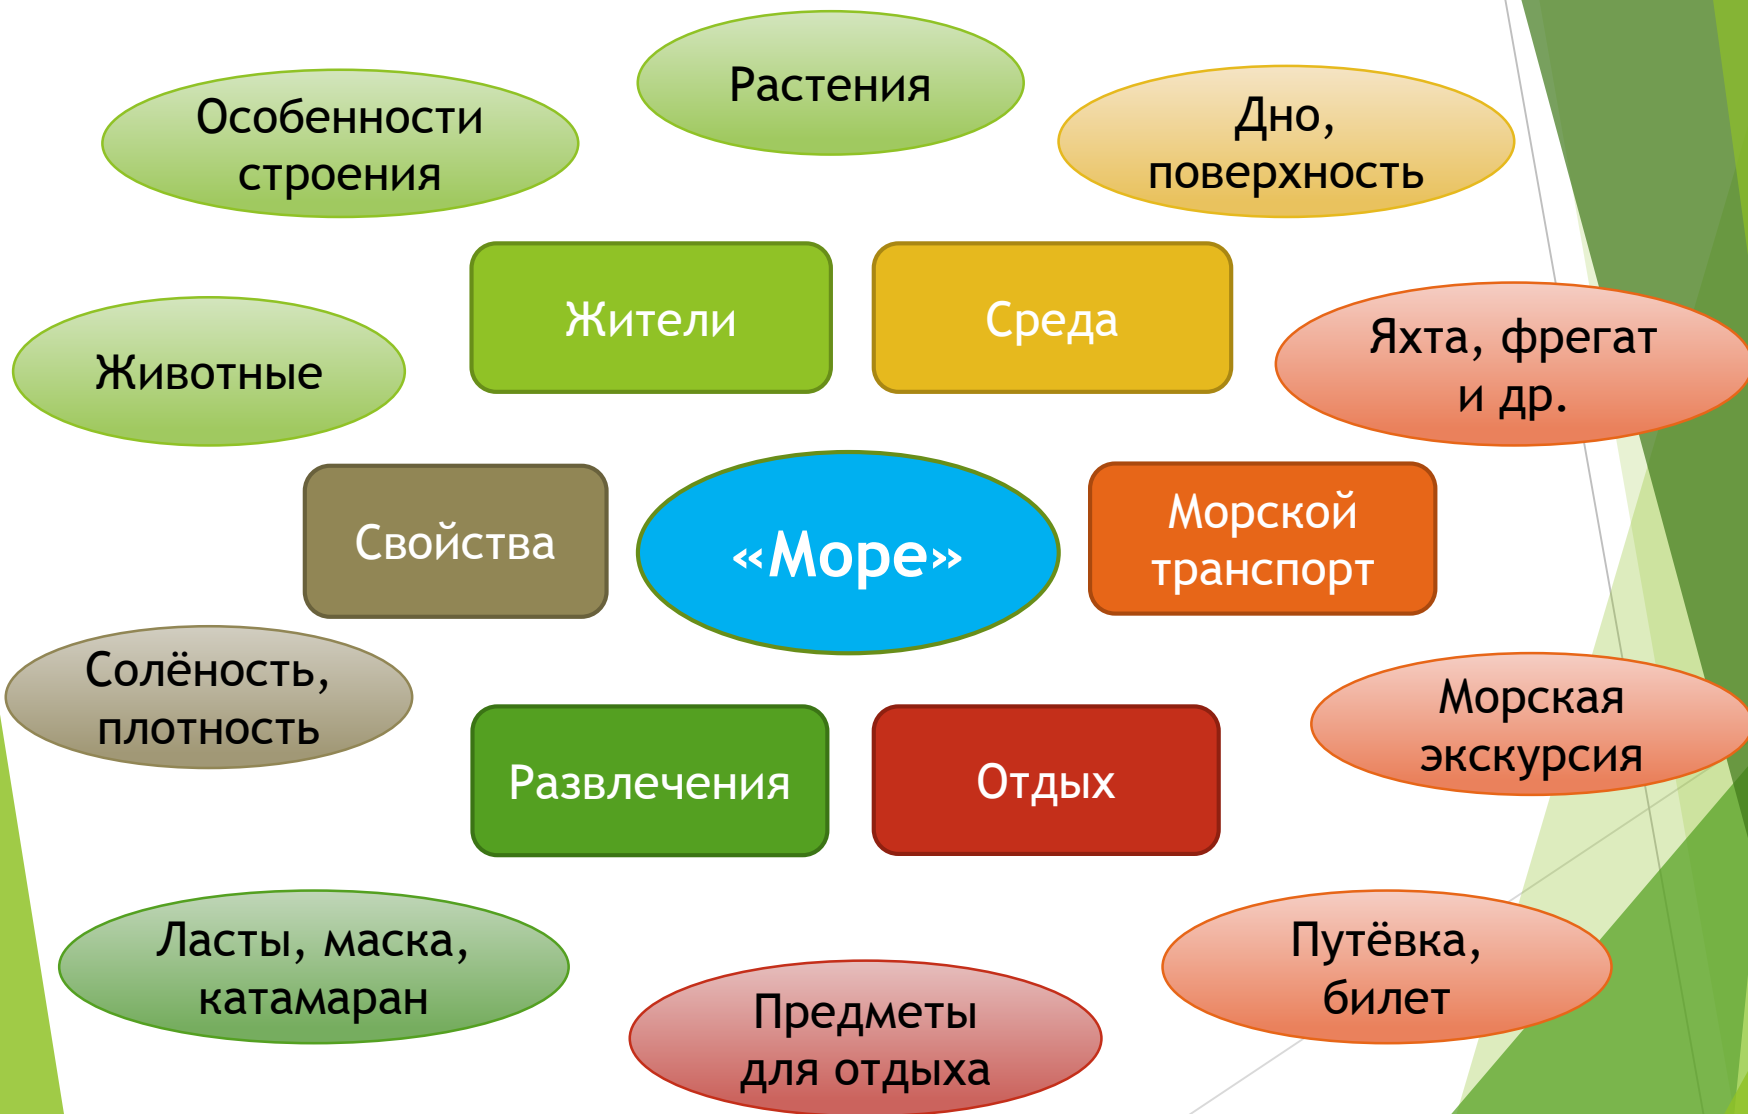 Растения
Особенности
строения
Дно,
поверхность
Жители
Среда
Яхта, фрегат
и др.
Животные
Свойства
«Море»
Морской
транспорт
Солёность,
плотность
Морская
экскурсия
Развлечения
Отдых
Ласты, маска,
катамаран
Предметы
для отдыха
Путёвка,
билет